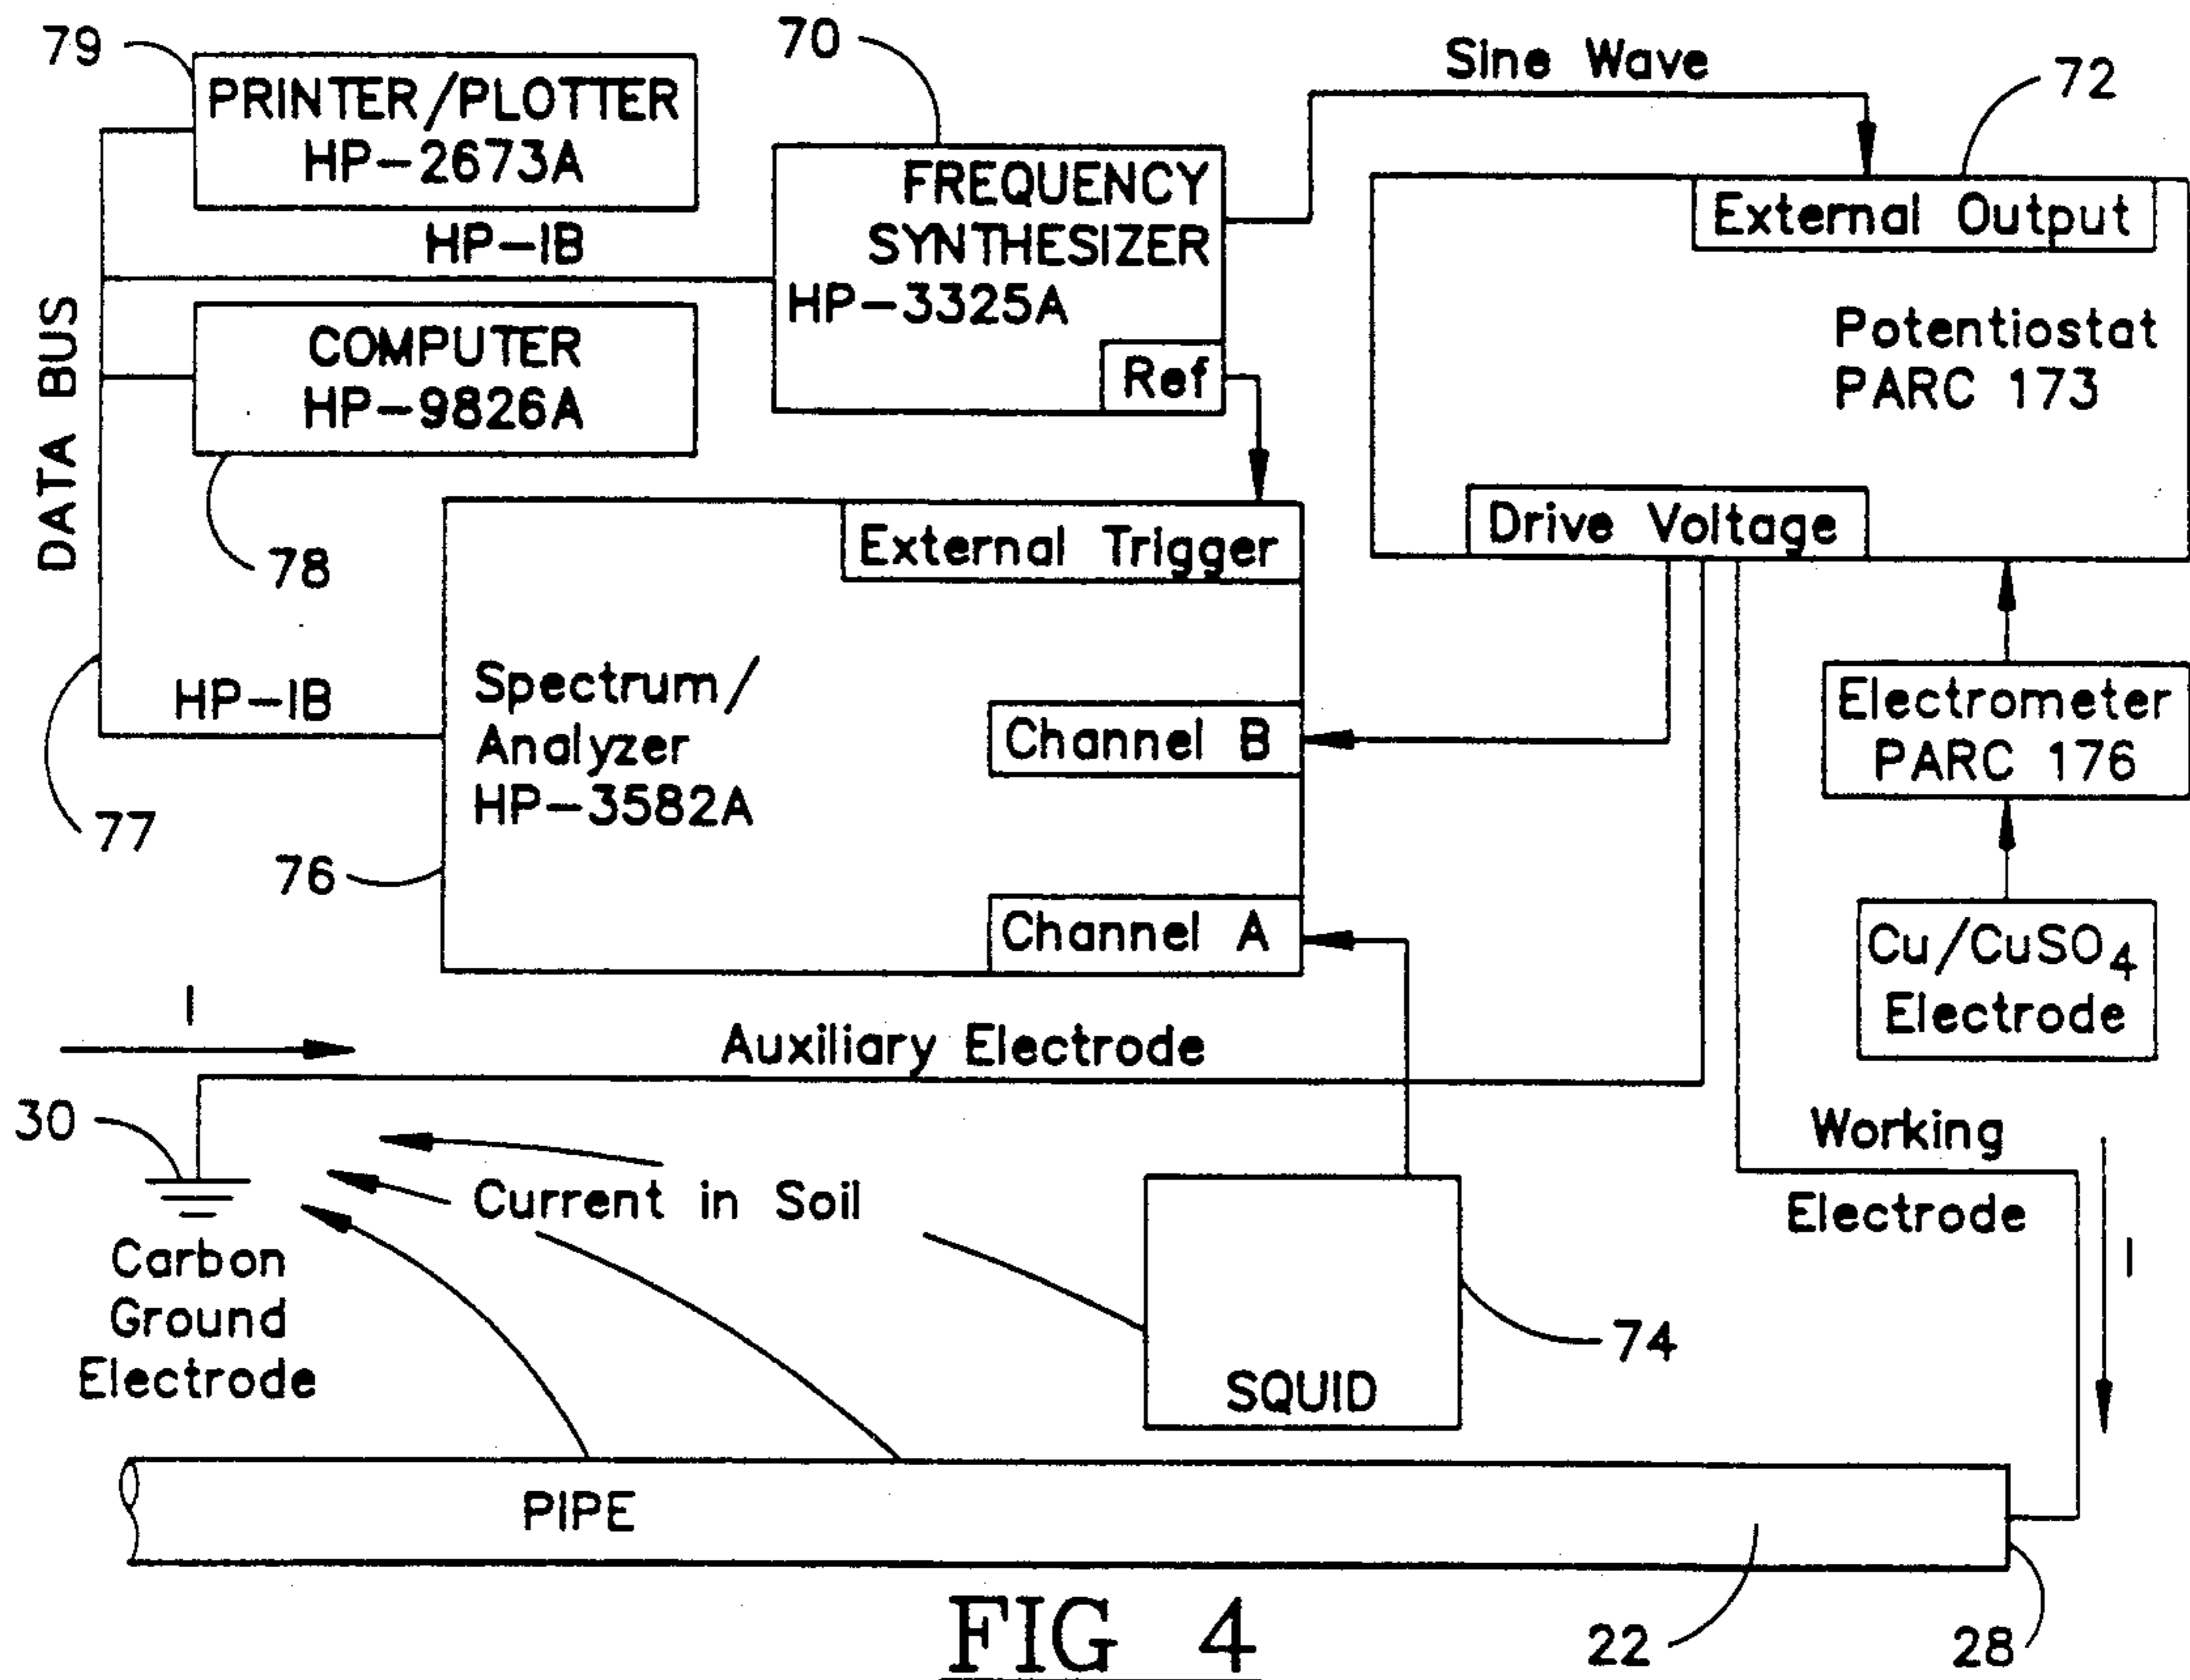 79
PRINTER/PLOTTER
HP-2673A
70
Sine Wave
72
FREQUENCY
SYNTHESIZER
HP-3325A
Ref
External Output
Potentiostat
PARC 173
Drive Voltage
HP-IB
DATA BUS
COMPUTER
HP-9826A
78
External Trigger
Spectrum/
Analyzer
HP-3582A
Channel B
Channel A
HP-IB
77
76
Electrometer
PARC 176
Cu/CuSO4
Electrode
I
Auxiliary Electrode
30
Carbon
Ground
Electrode
Current in Soil
Working
Electrode
I
SQUID
74
PIPE
22
28
FIG 4